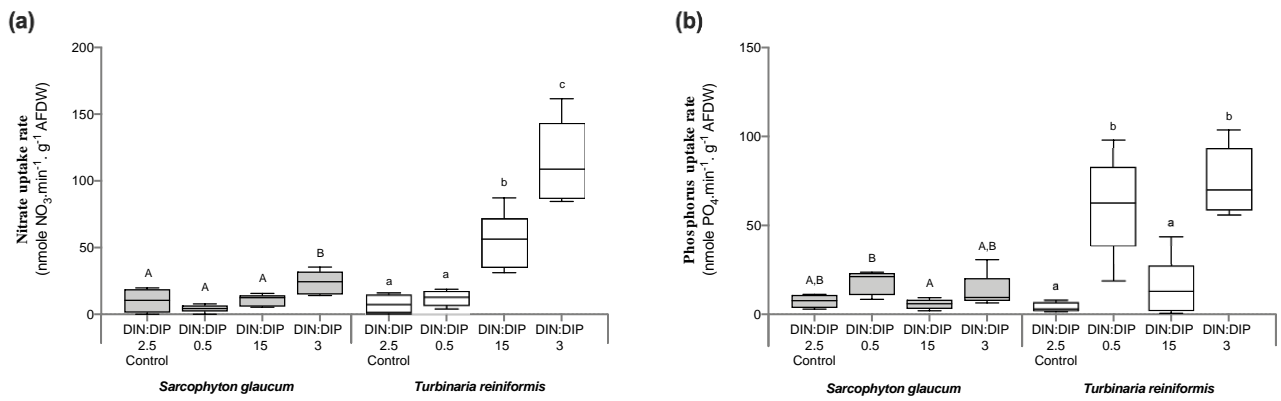 (a)
Nitrate uptake rate
(nmole NO3.min-1. g-1 AFDW)
200
150
100
50
0
A
A
A
B
a
a
b
c
DIN:DIP DIN:DIP DIN:DIP DIN:DIP DIN:DIP DIN:DIP DIN:DIP DIN:DIP
2.5 0.5 15 3 2.5 0.5 15 3
Control Control
Sarcophyton glaucum Turbinaria reiniformis
(b)
Phosphorus uptake rate
(nmole PO4.min-1. g-1 AFDW)
150
100
50
0
A,B
B
A
A,B
a
b
a
b
DIN:DIP DIN:DIP DIN:DIP DIN:DIP DIN:DIP DIN:DIP DIN:DIP DIN:DIP
2.5 0.5 15 3 2.5 0.5 15 3
Control Control
Sarcophyton glaucum Turbinaria reiniformis